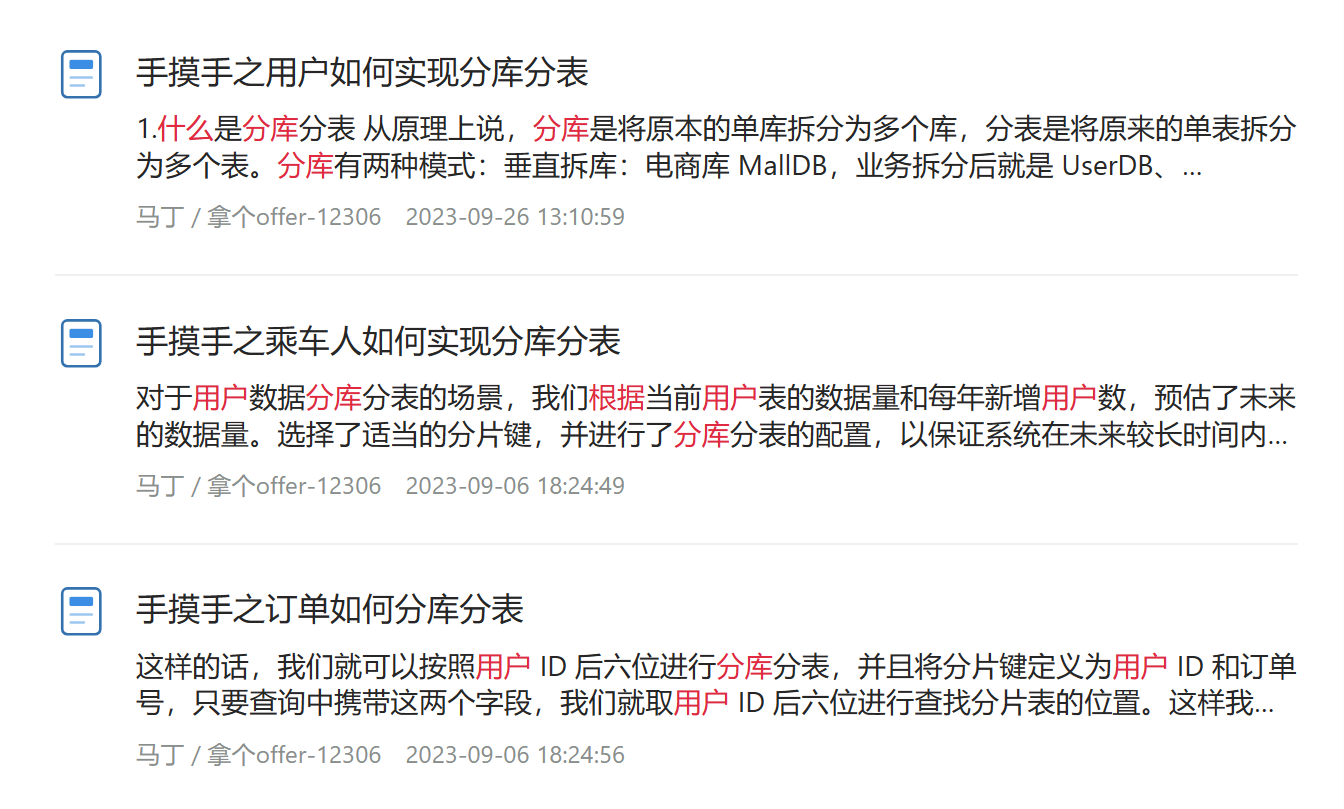 手摸手之用户如何实现分库分表
1.什么是分库分表 从原理上说，分库是将原本的单库拆分为多个库，分表是将原来的单表拆分
为多个表。分库有两种模式：垂直拆库：电商库 MallDB，业务拆分后就是 UserDB、...
马丁 / 拿个offer-12306 2023-09-26 13:10:59
手摸手之乘车人如何实现分库分表
对于用户数据分库分表的场景，我们根据当前用户表的数据量和每年新增用户数，预估了未来
的数据量。选择了适当的分片键，并进行了分库分表的配置，以保证系统在未来较长时间内...
马丁 / 拿个offer-12306 2023-09-06 18:24:49
手摸手之订单如何分库分表
这样的话，我们就可以按照用户 ID 后六位进行分库分表，并且将分片键定义为用户 ID 和订单
号，只要查询中携带这两个字段，我们就取用户 ID 后六位进行查找分片表的位置。这样我...
马丁 / 拿个offer-12306 2023-09-06 18:24:56